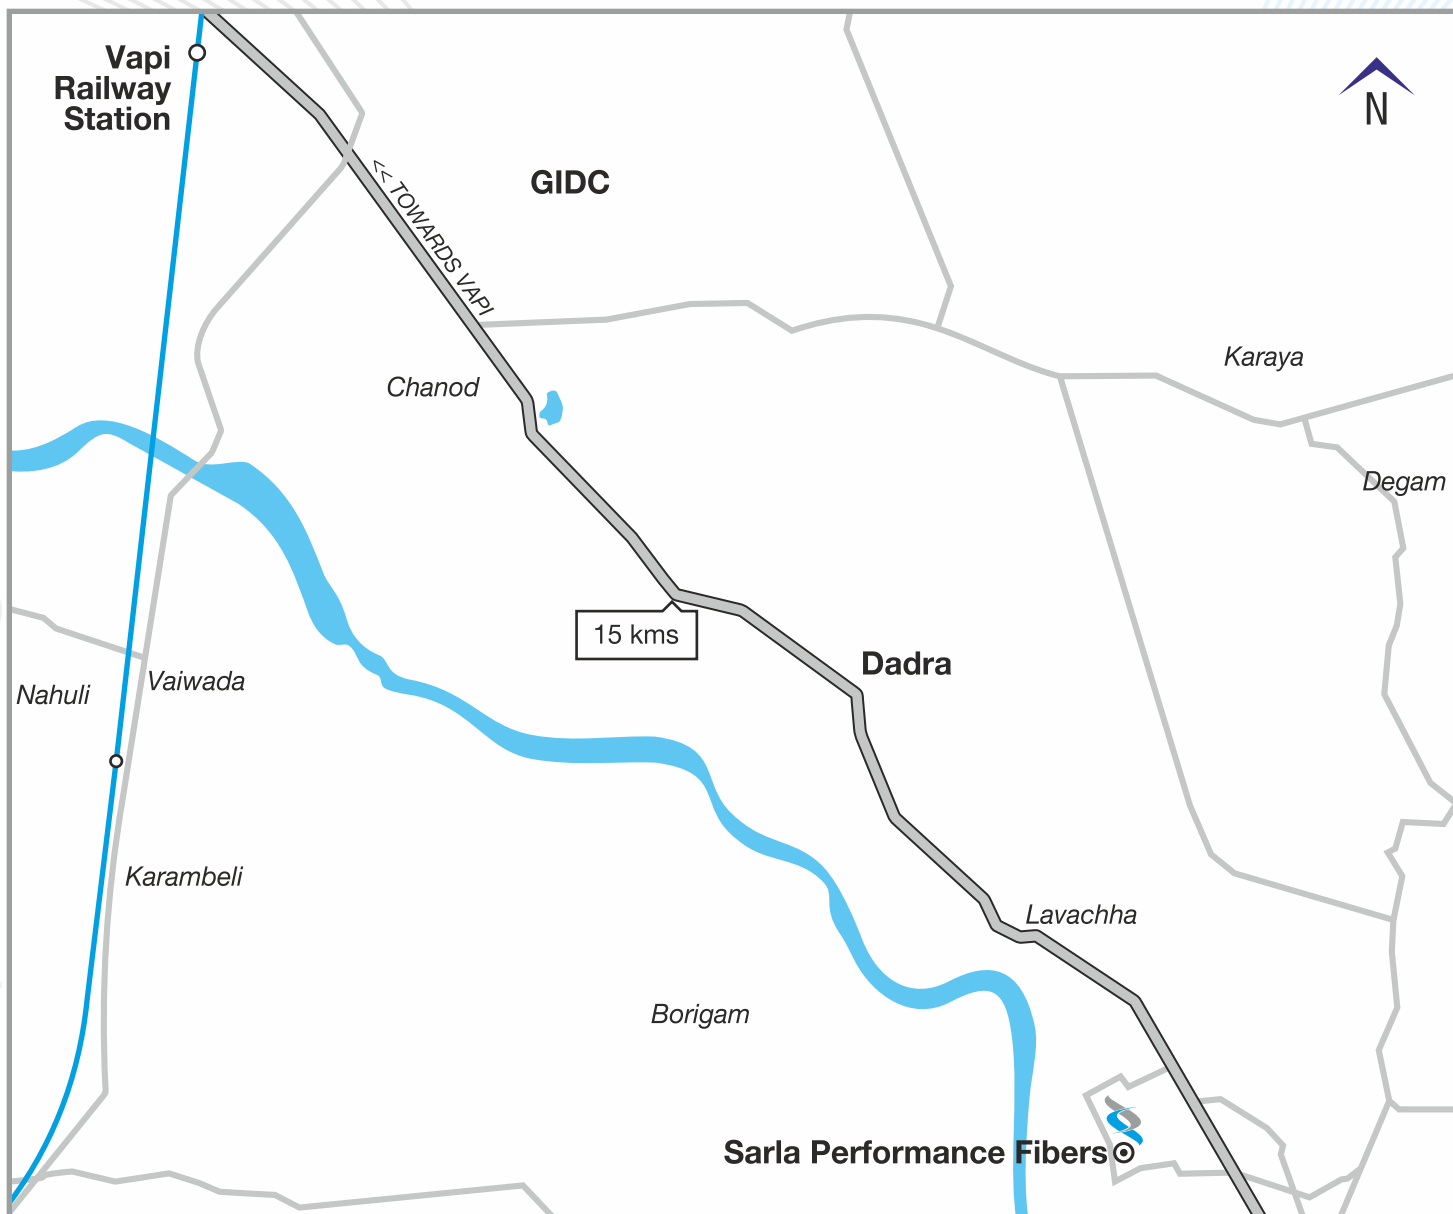 Vapi
Railway
Station
N
<< TOWARDS VAPI
GIDC
Karaya
Chanod
Degam
15 kms
Dadra
Vaiwada
Nahuli
Karambeli
Lavachha
Borigam
Sarla Performance Fibers